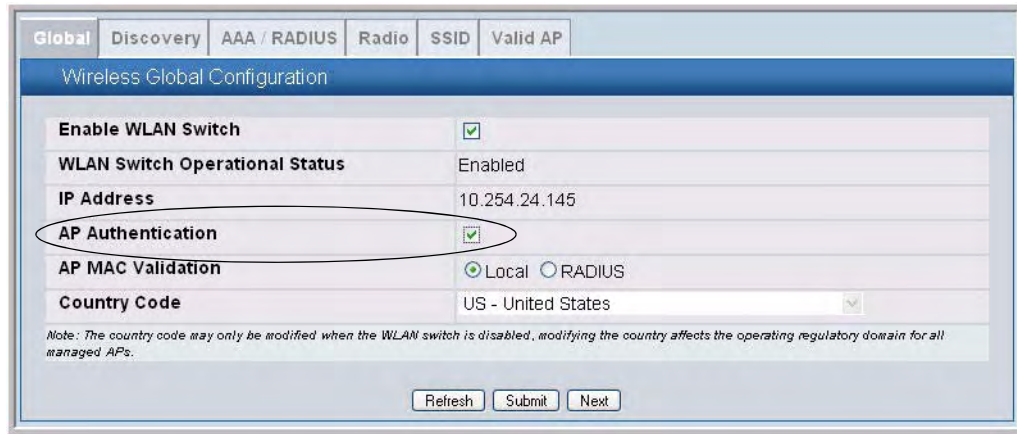 Global Discovery AAA / RADIUS Radio SSID Valid AP
Wireless Global Configuration
Enable WLAN Switch
WLAN Switch Operational Status Enabled
IP Address 10.254.24.145
AP Authentication
AP MAC Validation Local RADIUS
Country Code US - United States
Note: The country code may only be modified when the WLAN switch is disabled, modifying the country affects the operating regulatory domain for all
managed APs.
Refresh Submit Next